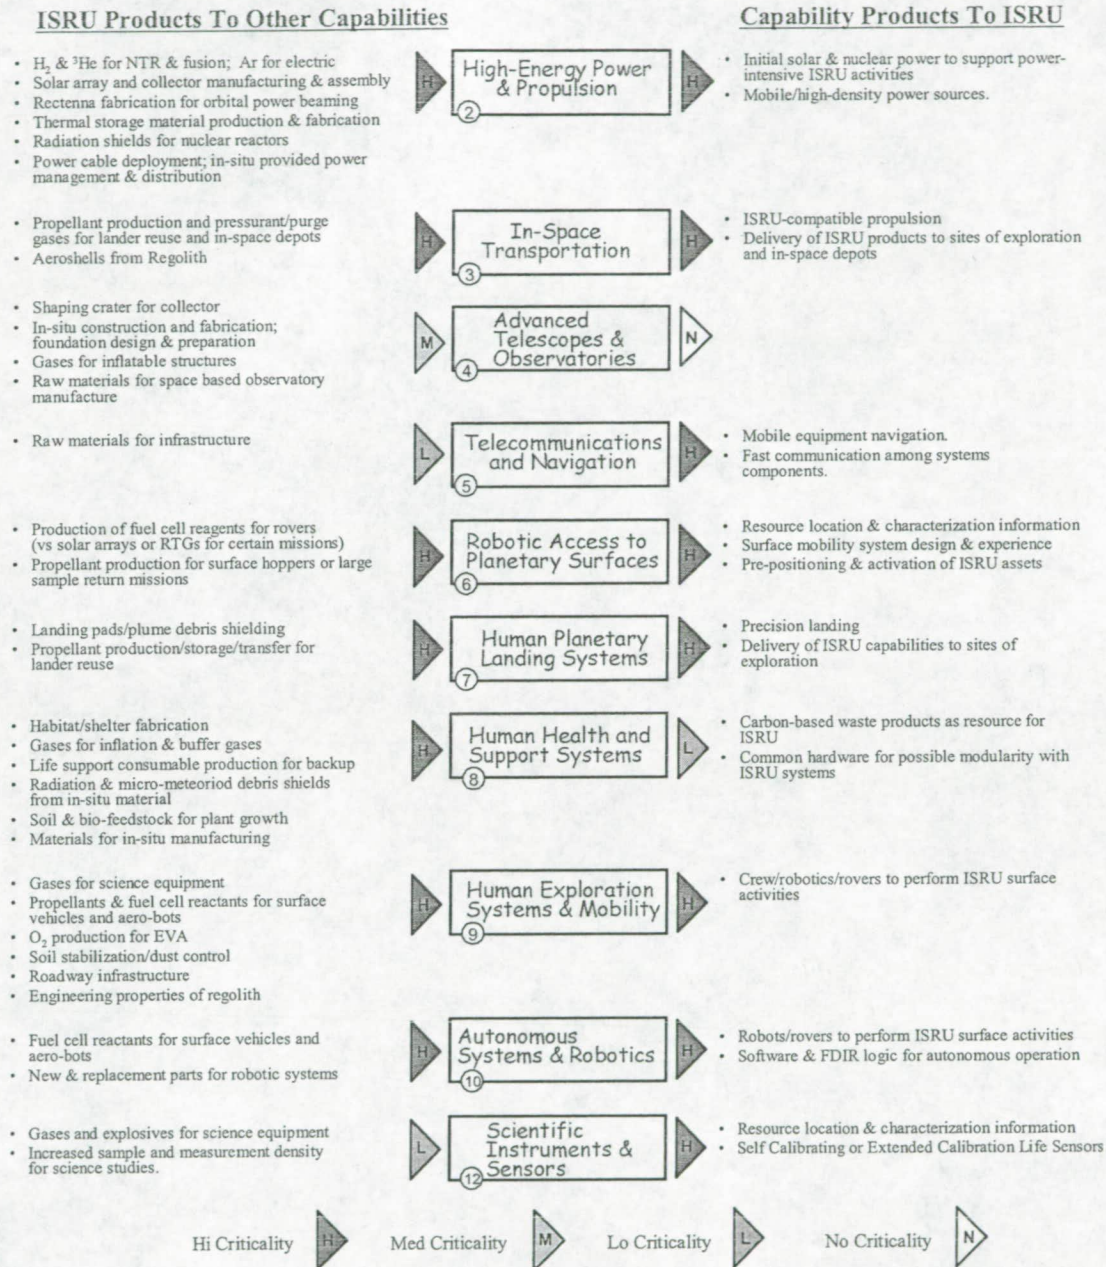 ISRU Products To Other Capabilities
Capability Products To ISRU
• H₂ & ³He for NTR & fusion; Ar for electric
• Solar array and collector manufacturing & assembly
• Rectenna fabrication for orbital power beaming
• Thermal storage material production & fabrication
• Radiation shields for nuclear reactors
• Power cable deployment; in-situ provided power
management & distribution
H
High-Energy Power
& Propulsion
2
H
• Initial solar & nuclear power to support power-
intensive ISRU activities
• Mobile/high-density power sources.
• Propellant production and pressurant/purge
gases for lander reuse and in-space depots
• Aeroshells from Regolith
H
In-Space
Transportation
3
H
• ISRU-compatible propulsion
• Delivery of ISRU products to sites of exploration
and in-space depots
• Shaping crater for collector
• In-situ construction and fabrication;
foundation design & preparation
• Gases for inflatable structures
• Raw materials for space based observatory
manufacture
M
Advanced
Telescopes &
Observatories
4
N
• Raw materials for infrastructure
L
Telecommunications
and Navigation
5
H
• Mobile equipment navigation.
• Fast communication among systems
components.
• Production of fuel cell reagents for rovers
(vs solar arrays or RTGs for certain missions)
• Propellant production for surface hoppers or large
sample return missions
H
Robotic Access to
Planetary Surfaces
6
H
• Resource location & characterization information
• Surface mobility system design & experience
• Pre-positioning & activation of ISRU assets
• Landing pads/plume debris shielding
• Propellant production/storage/transfer for
lander reuse
H
Human Planetary
Landing Systems
7
H
• Precision landing
• Delivery of ISRU capabilities to sites of
exploration
• Habitat/shelter fabrication
• Gases for inflation & buffer gases
• Life support consumable production for backup
• Radiation & micro-meteoriod debris shields
from in-situ material
• Soil & bio-feedstock for plant growth
• Materials for in-situ manufacturing
H
Human Health and
Support Systems
8
L
• Carbon-based waste products as resource for
ISRU
• Common hardware for possible modularity with
ISRU systems
• Gases for science equipment
• Propellants & fuel cell reactants for surface
vehicles and aero-bots
• O₂ production for EVA
• Soil stabilization/dust control
• Roadway infrastructure
• Engineering properties of regolith
H
Human Exploration
Systems & Mobility
9
H
• Crew/robotics/rovers to perform ISRU surface
activities
• Fuel cell reactants for surface vehicles and
aero-bots
• New & replacement parts for robotic systems
H
Autonomous
Systems & Robotics
10
H
• Robots/rovers to perform ISRU surface activities
• Software & FDIR logic for autonomous operation
• Gases and explosives for science equipment
• Increased sample and measurement density
for science studies.
L
Scientific
Instruments &
Sensors
12
H
• Resource location & characterization information
• Self Calibrating or Extended Calibration Life Sensors
Hi Criticality H
Med Criticality M
Lo Criticality L
No Criticality N